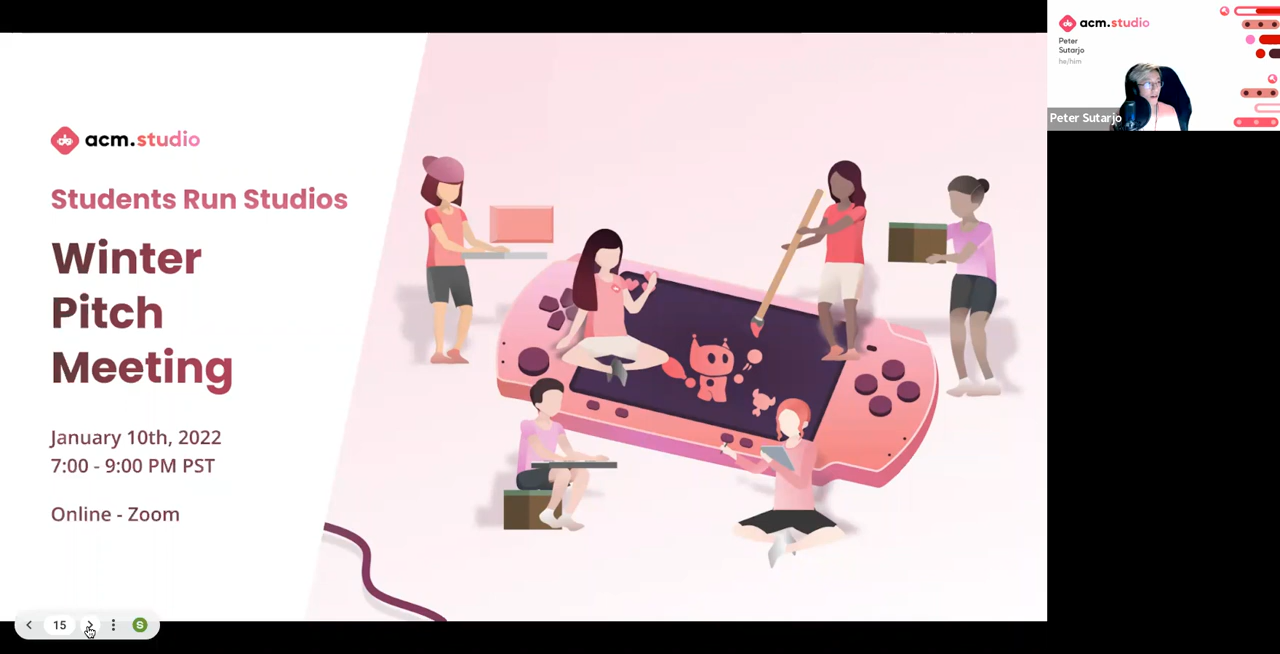 acm.studio
Students Run Studios
Winter
Pitch
Meeting
January 10th, 2022
7:00 - 9:00 PM PST
Online - Zoom
15
S
acm.studio
Peter
Sutarjo
he/him
Peter Sutarjo